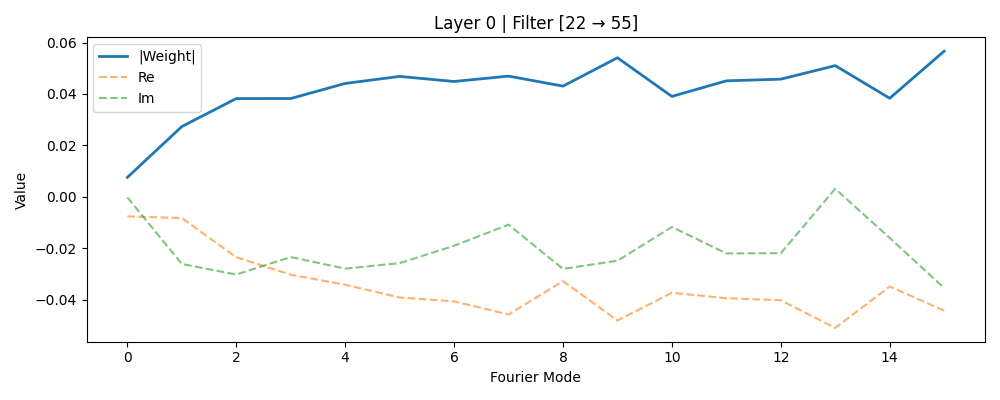 Layer 0 | Filter [22 → 55]
|Weight|
Re
Im
Value
0.06
0.04
0.02
0.00
−0.02
−0.04
0 2 4 6 8 10 12 14
Fourier Mode